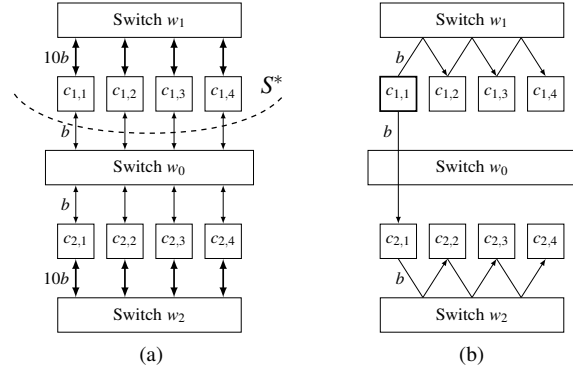 Switch w₁
10b
c₁,₁ c₁,₂ c₁,₃ c₁,₄
S*
b
Switch w₀
b
c₂,₁ c₂,₂ c₂,₃ c₂,₄
10b
Switch w₂
(a)
Switch w₁
b
c₁,₁ c₁,₂ c₁,₃ c₁,₄
b
Switch w₀
c₂,₁ c₂,₂ c₂,₃ c₂,₄
b
Switch w₂
(b)